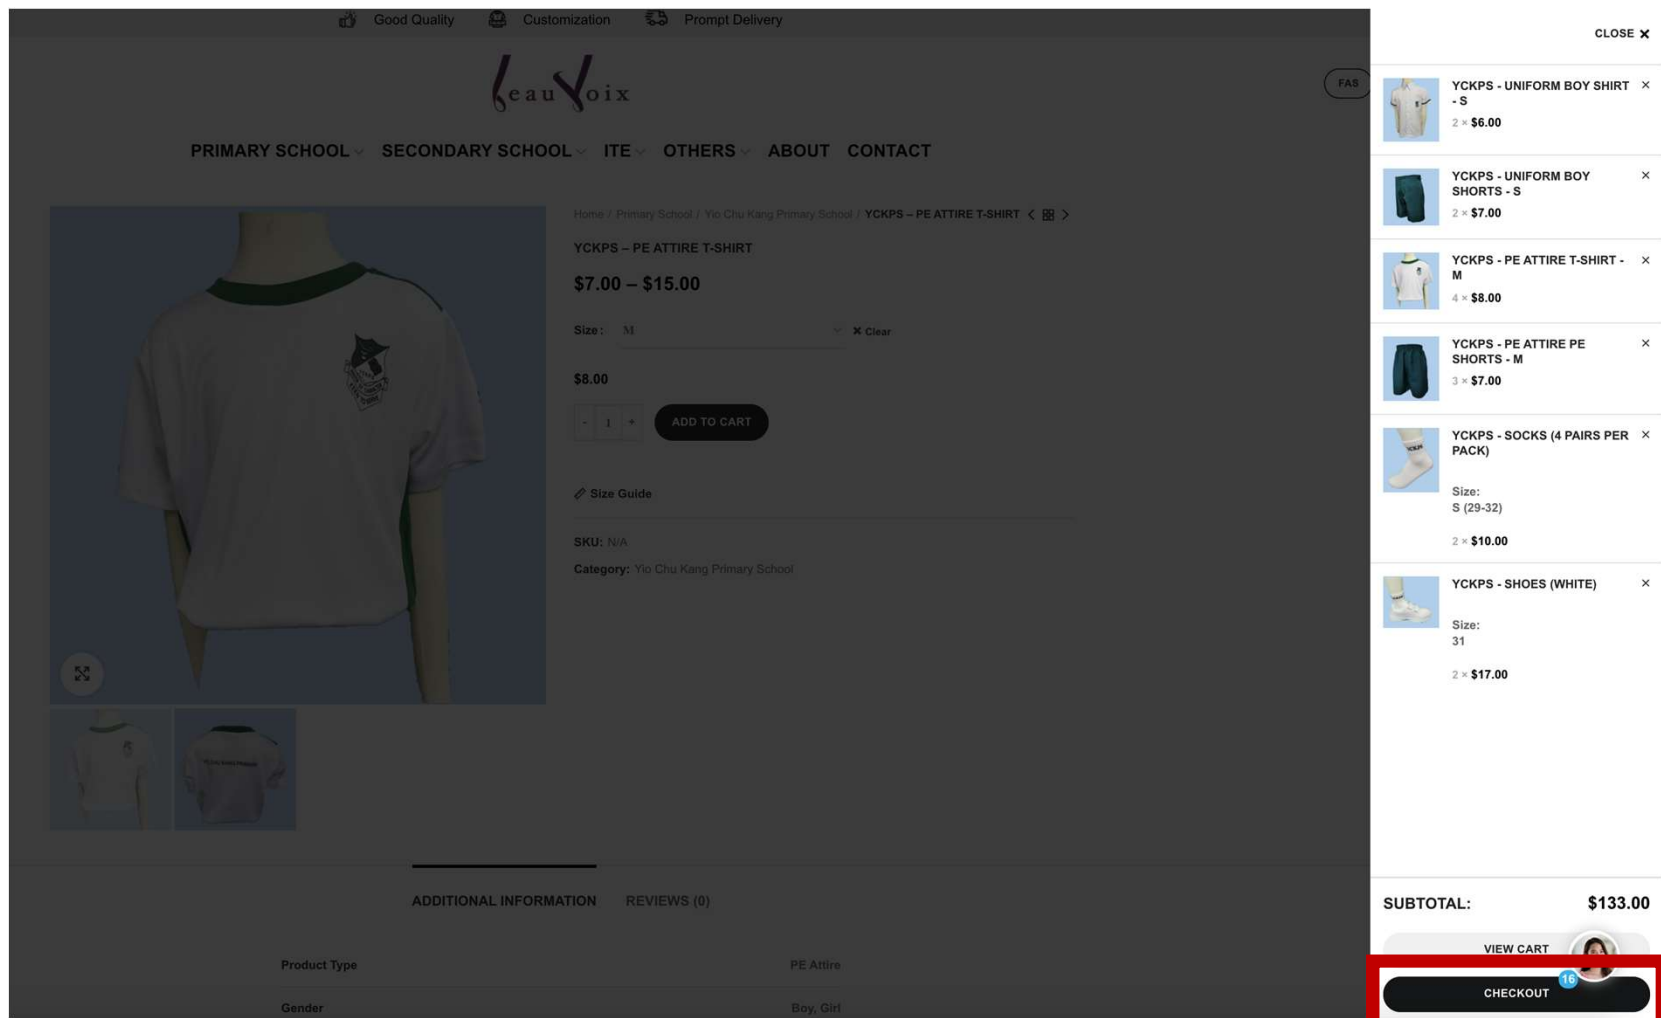 Good Quality
Customization
Prompt Delivery
CLOSE
beauVoix
FAS
PRIMARY SCHOOL
SECONDARY SCHOOL
ITE
OTHERS
ABOUT
CONTACT
Home / Primary School / Yio Chu Kang Primary School / YCKPS – PE ATTIRE T-SHIRT
YCKPS – PE ATTIRE T-SHIRT
$7.00 – $15.00
Size :
M
Clear
$8.00
- 1 +
ADD TO CART
Size Guide
SKU: N/A
Category: Yio Chu Kang Primary School
ADDITIONAL INFORMATION
REVIEWS (0)
Product Type
PE Attire
Gender
Boy, Girl
YCKPS - UNIFORM BOY SHIRT
- S
2 × $6.00
YCKPS - UNIFORM BOY
SHORTS - S
2 × $7.00
YCKPS - PE ATTIRE T-SHIRT -
M
4 × $8.00
YCKPS - PE ATTIRE PE
SHORTS - M
3 × $7.00
YCKPS - SOCKS (4 PAIRS PER
PACK)
Size:
S (29-32)
2 × $10.00
YCKPS - SHOES (WHITE)
Size:
31
2 × $17.00
SUBTOTAL:
$133.00
VIEW CART
16
CHECKOUT